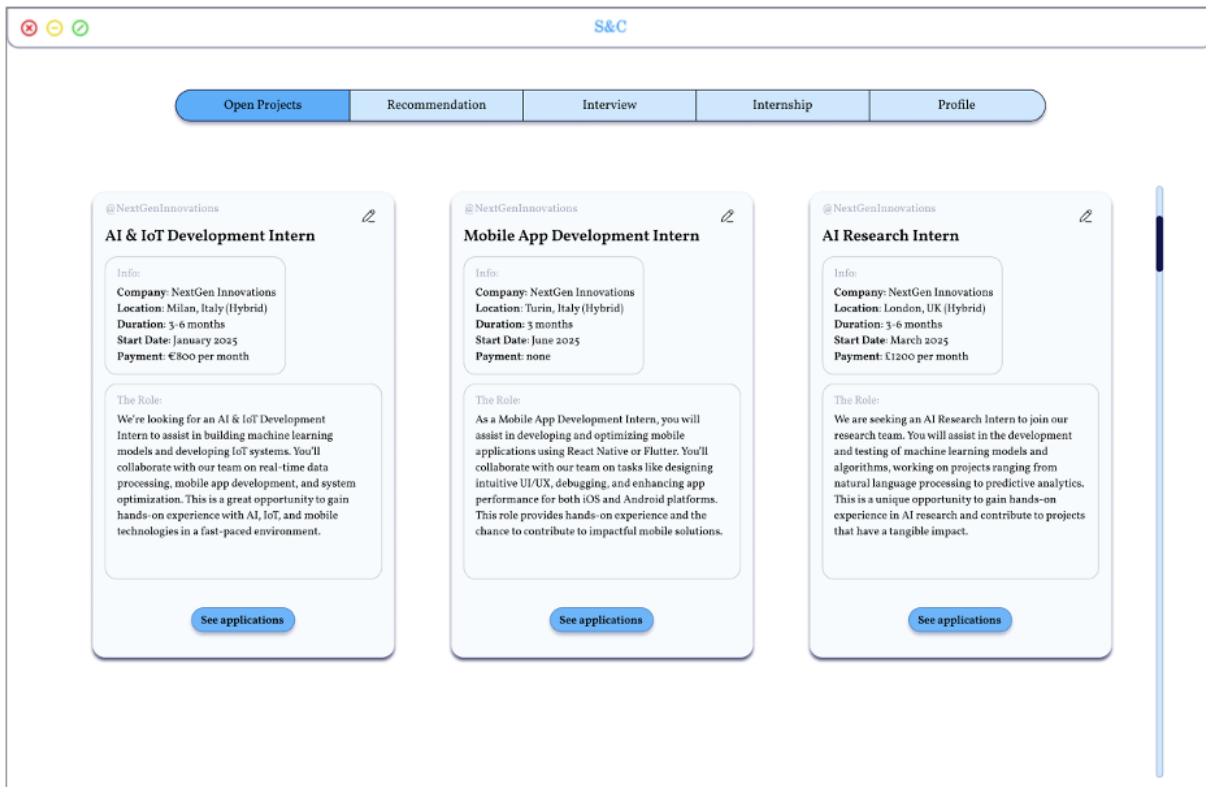 S&C
Open Projects
Recommendation
Interview
Internship
Profile
@NextGenInnovations
AI & IoT Development Intern
Info:
Company: NextGen Innovations
Location: Milan, Italy (Hybrid)
Duration: 3-6 months
Start Date: January 2025
Payment: €800 per month
The Role:
We're looking for an AI & IoT Development
Intern to assist in building machine learning
models and developing IoT systems. You'll
collaborate with our team on real-time data
processing, mobile app development, and system
optimization. This is a great opportunity to gain
hands-on experience with AI, IoT, and mobile
technologies in a fast-paced environment.
See applications
@NextGenInnovations
Mobile App Development Intern
Info:
Company: NextGen Innovations
Location: Turin, Italy (Hybrid)
Duration: 3 months
Start Date: June 2025
Payment: none
The Role:
As a Mobile App Development Intern, you will
assist in developing and optimizing mobile
applications using React Native or Flutter. You'll
collaborate with our team on tasks like designing
intuitive UI/UX, debugging, and enhancing app
performance for both iOS and Android platforms.
This role provides hands-on experience and the
chance to contribute to impactful mobile solutions.
See applications
@NextGenInnovations
AI Research Intern
Info:
Company: NextGen Innovations
Location: London, UK (Hybrid)
Duration: 3-6 months
Start Date: March 2025
Payment: £1200 per month
The Role:
We are seeking an AI Research Intern to join our
research team. You will assist in the development
and testing of machine learning models and
algorithms, working on projects ranging from
natural language processing to predictive analytics.
This is a unique opportunity to gain hands-on
experience in AI research and contribute to projects
that have a tangible impact.
See applications